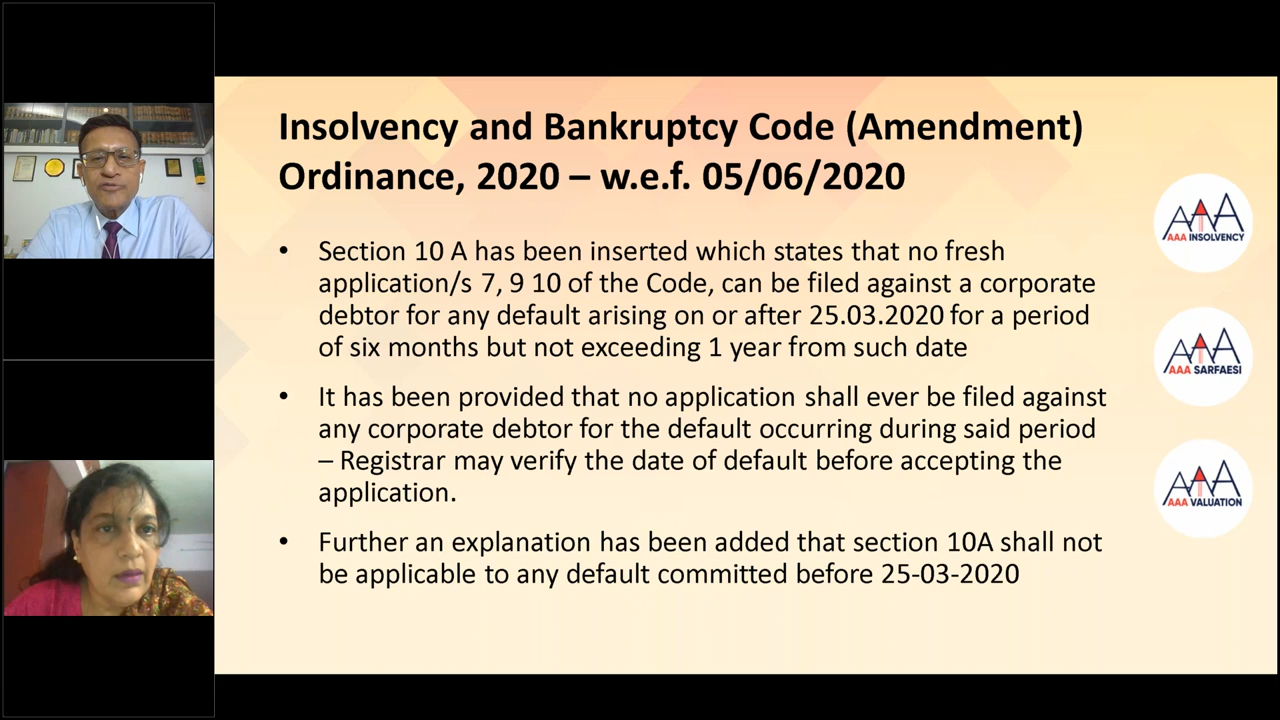 Insolvency and Bankruptcy Code (Amendment)
Ordinance, 2020 – w.e.f. 05/06/2020
• Section 10 A has been inserted which states that no fresh
application/s 7, 9 10 of the Code, can be filed against a corporate
debtor for any default arising on or after 25.03.2020 for a period
of six months but not exceeding 1 year from such date
• It has been provided that no application shall ever be filed against
any corporate debtor for the default occurring during said period
– Registrar may verify the date of default before accepting the
application.
• Further an explanation has been added that section 10A shall not
be applicable to any default committed before 25-03-2020
AAA
AAA INSOLVENCY
AAA
AAA SARFAESI
AAA
AAA VALUATION